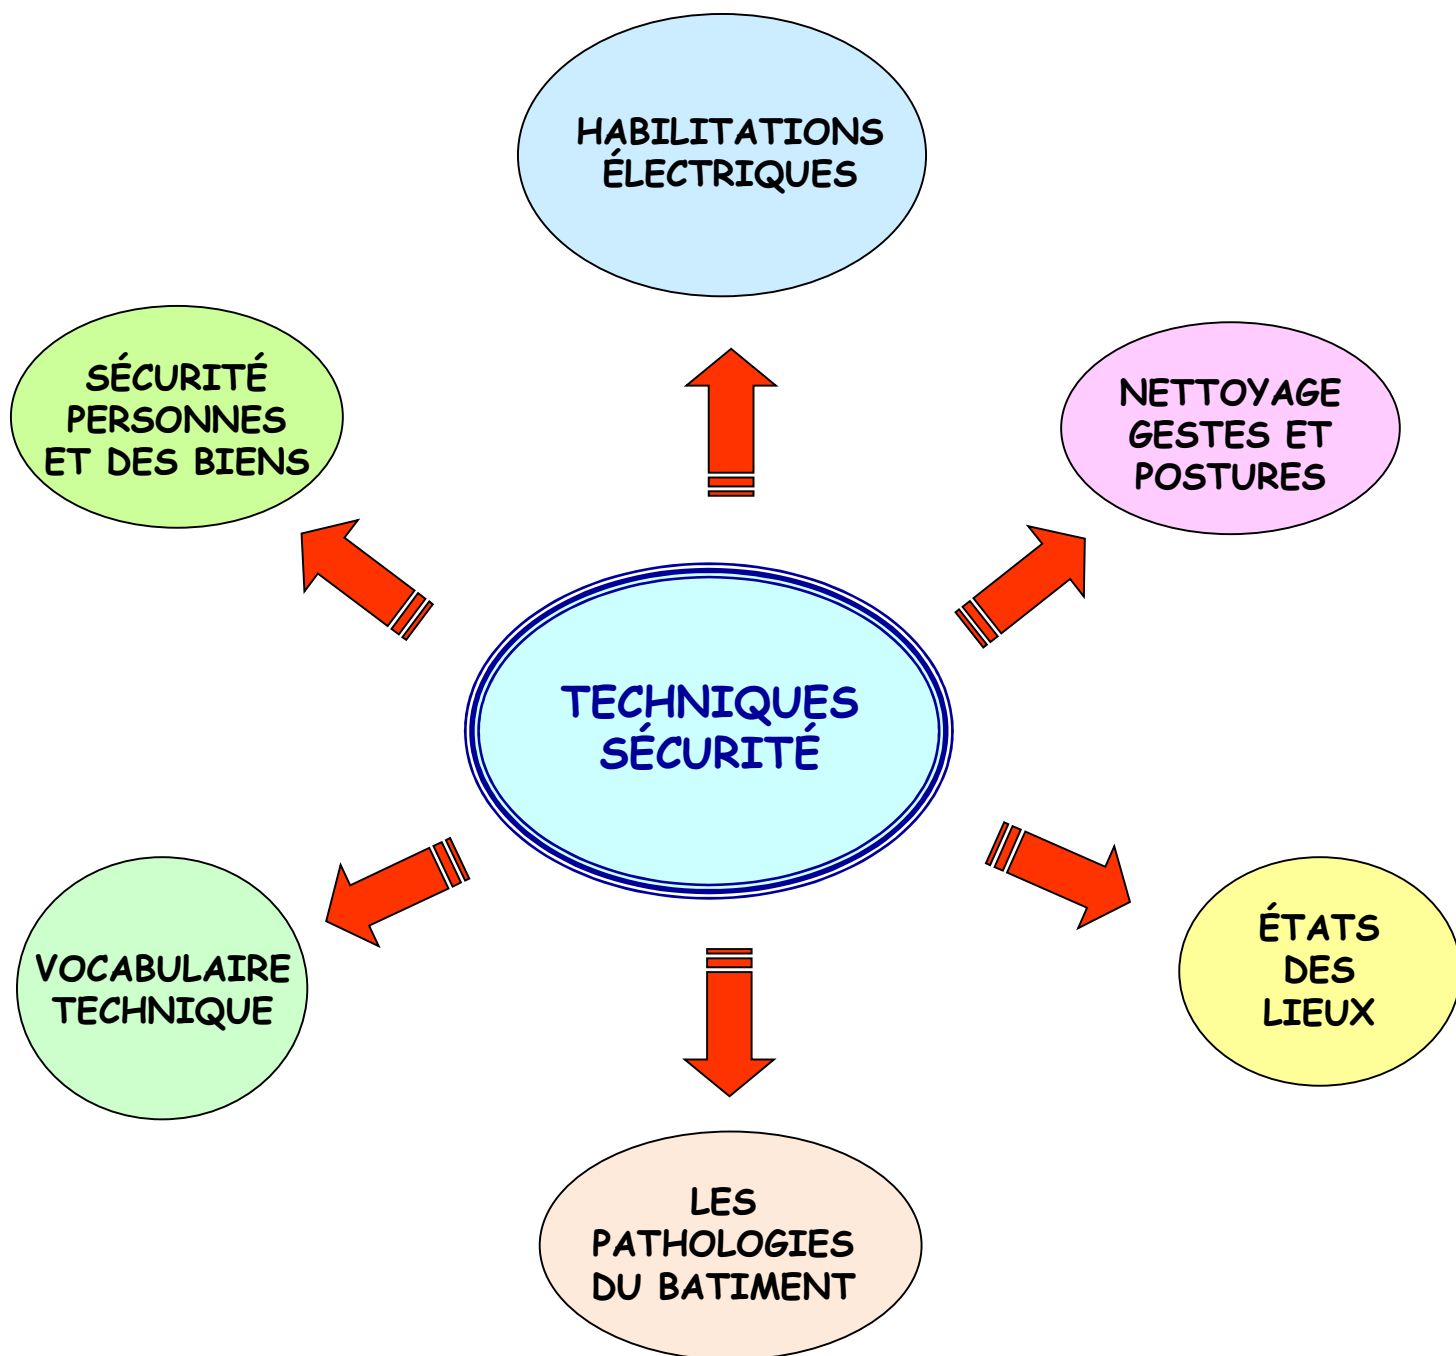 HABILITATIONS
ÉLECTRIQUES
SÉCURITÉ
PERSONNES
ET DES BIENS
NETTOYAGE
GESTES ET
POSTURES
TECHNIQUES
SÉCURITÉ
VOCABULAIRE
TECHNIQUE
ÉTATS
DES
LIEUX
LES
PATHOLOGIES
DU BATIMENT